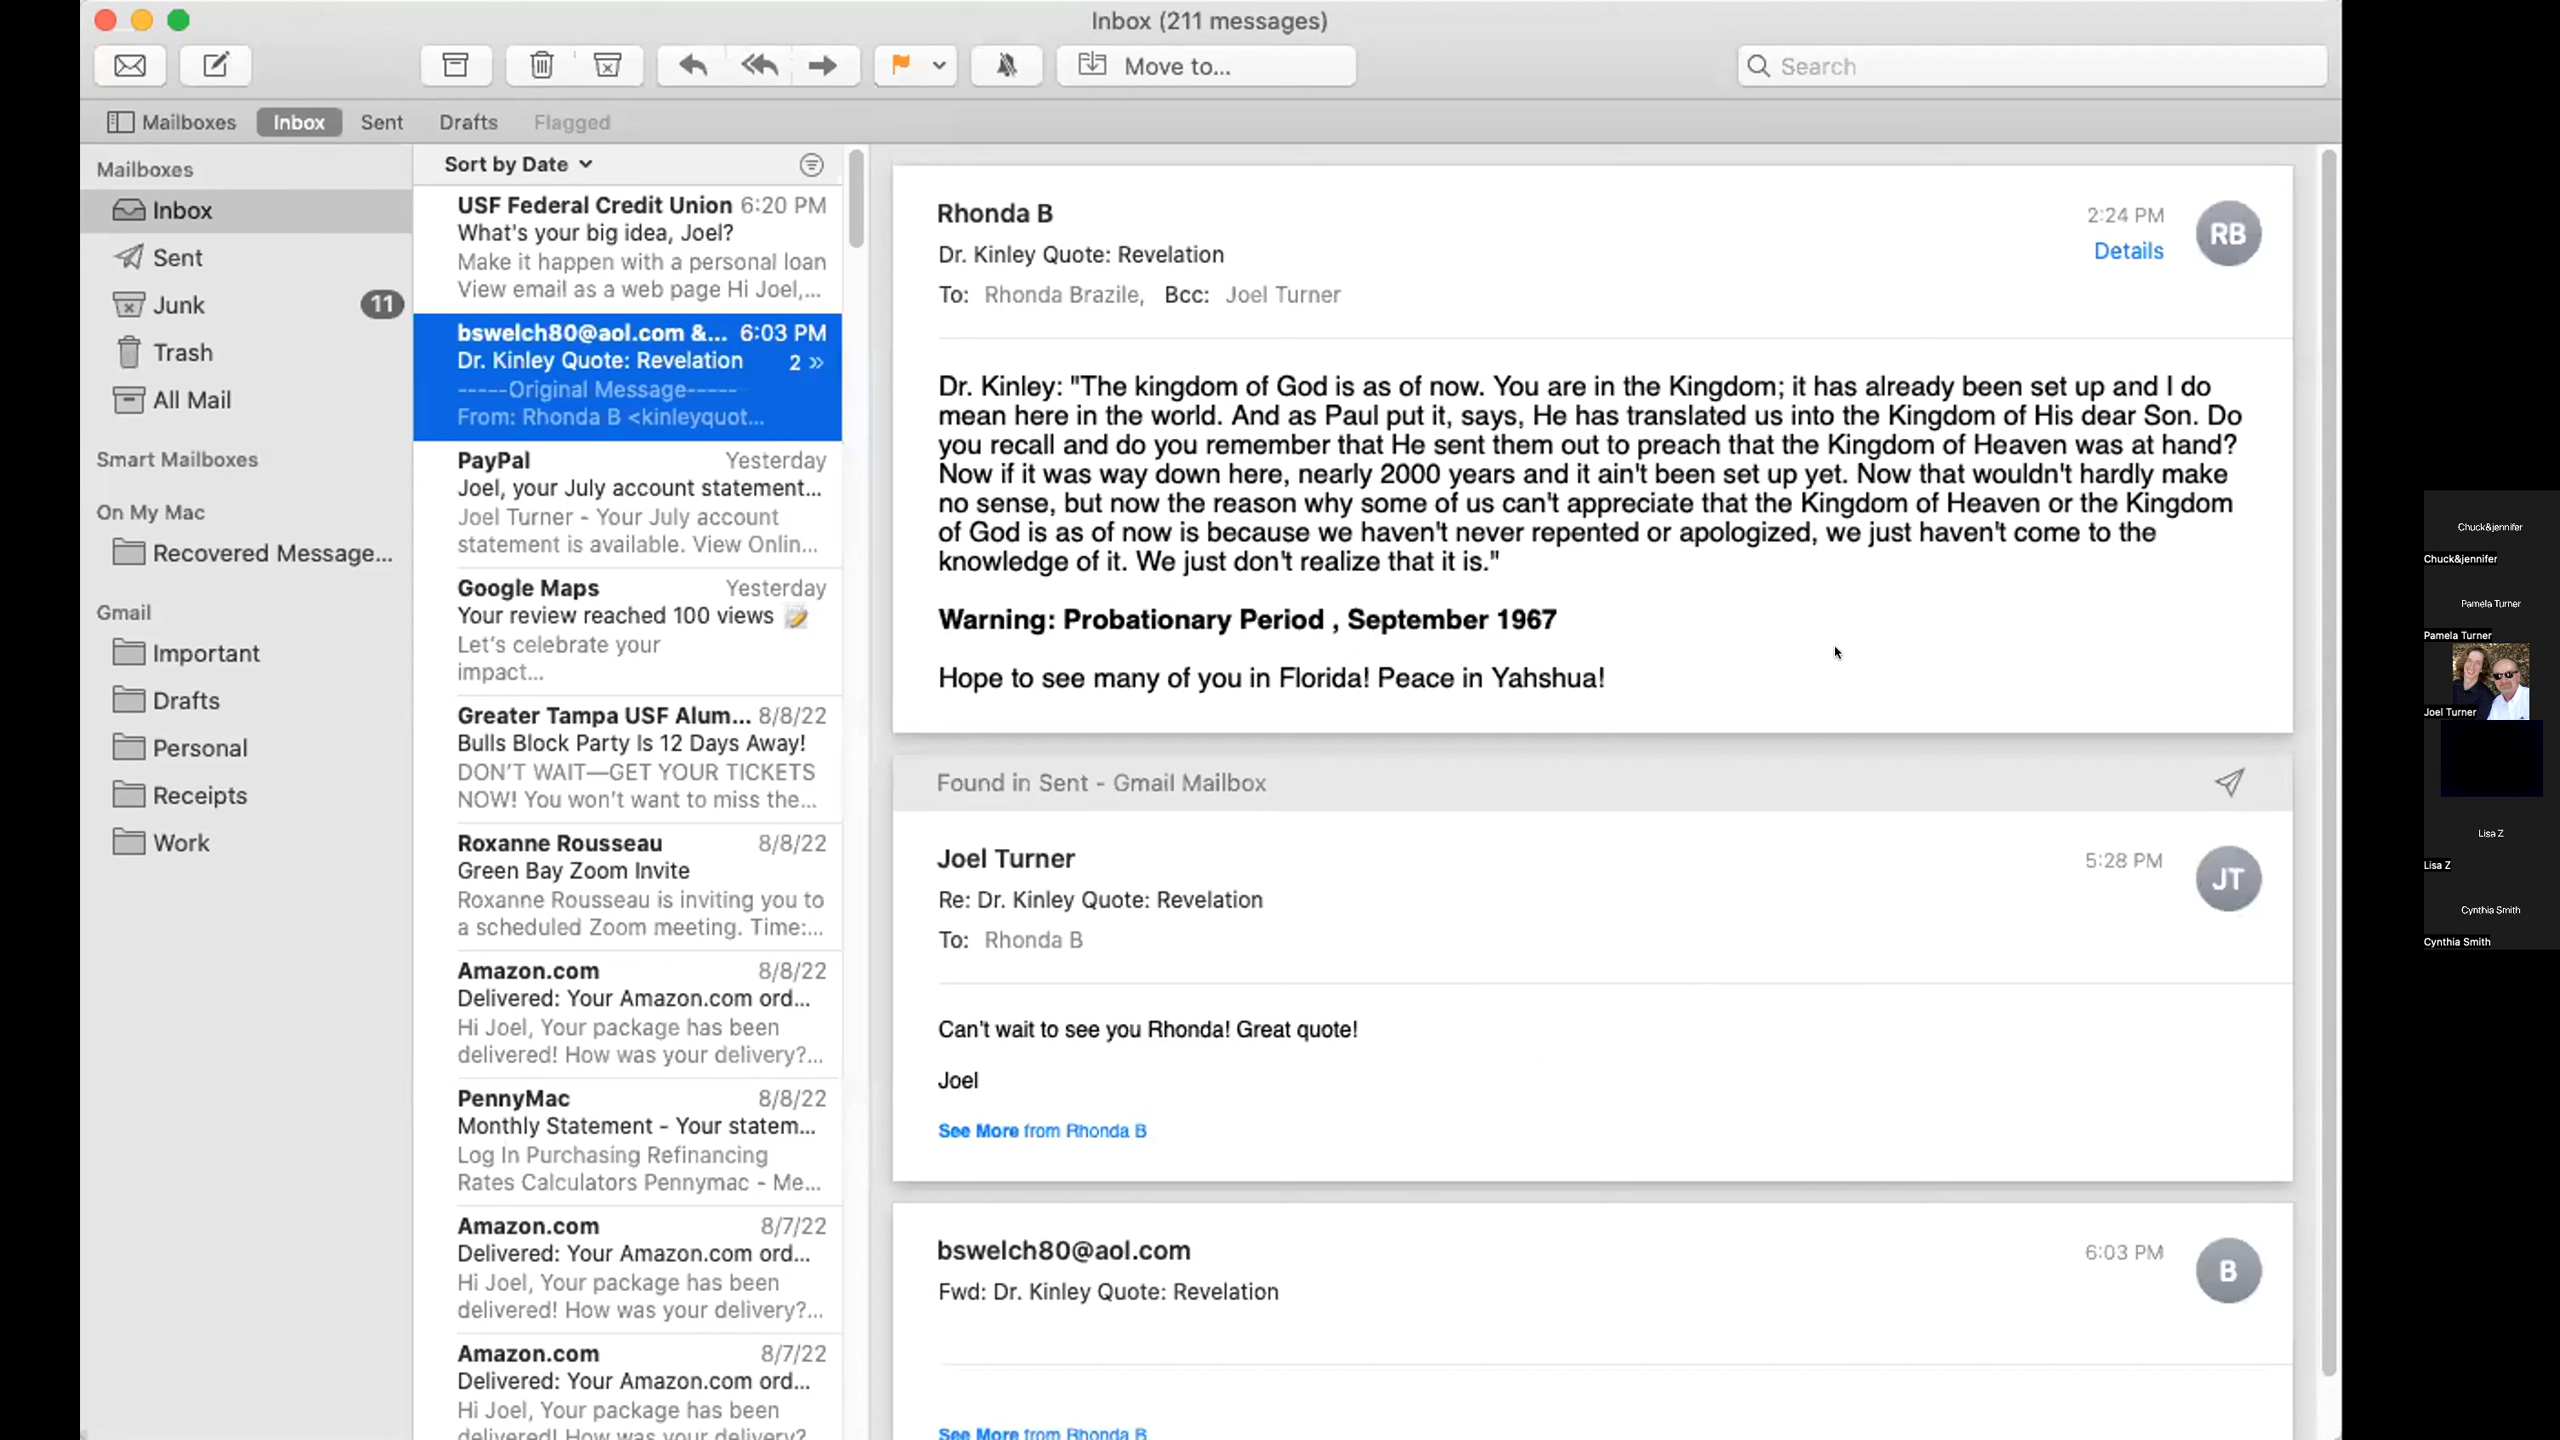 Inbox (211 messages)
Move to...
Search
Mailboxes
Inbox
Sent
Drafts
Flagged
Mailboxes
Inbox
Sent
Junk
11
Trash
All Mail
Smart Mailboxes
On My Mac
Recovered Message...
Gmail
Important
Drafts
Personal
Receipts
Work
Sort by Date
USF Federal Credit Union 6:20 PM
What's your big idea, Joel?
Make it happen with a personal loan
View email as a web page Hi Joel,...
bswelch80@aol.com &... 6:03 PM
Dr. Kinley Quote: Revelation 2 »
-----Original Message-----
From: Rhonda B <kinleyquot...
PayPal Yesterday
Joel, your July account statement...
Joel Turner - Your July account
statement is available. View Onlin...
Google Maps Yesterday
Your review reached 100 views
Let's celebrate your
impact...
Greater Tampa USF Alum... 8/8/22
Bulls Block Party Is 12 Days Away!
DON'T WAIT—GET YOUR TICKETS
NOW! You won't want to miss the...
Roxanne Rousseau 8/8/22
Green Bay Zoom Invite
Roxanne Rousseau is inviting you to
a scheduled Zoom meeting. Time:...
Amazon.com 8/8/22
Delivered: Your Amazon.com ord...
Hi Joel, Your package has been
delivered! How was your delivery?...
PennyMac 8/8/22
Monthly Statement - Your statem...
Log In Purchasing Refinancing
Rates Calculators Pennymac - Me...
Amazon.com 8/7/22
Delivered: Your Amazon.com ord...
Hi Joel, Your package has been
delivered! How was your delivery?...
Amazon.com 8/7/22
Delivered: Your Amazon.com ord...
Hi Joel, Your package has been
delivered! How was your delivery?
Rhonda B
2:24 PM
RB
Dr. Kinley Quote: Revelation
Details
To: Rhonda Brazile, Bcc: Joel Turner
Dr. Kinley: "The kingdom of God is as of now. You are in the Kingdom; it has already been set up and I do
mean here in the world. And as Paul put it, says, He has translated us into the Kingdom of His dear Son. Do
you recall and do you remember that He sent them out to preach that the Kingdom of Heaven was at hand?
Now if it was way down here, nearly 2000 years and it ain't been set up yet. Now that wouldn't hardly make
no sense, but now the reason why some of us can't appreciate that the Kingdom of Heaven or the Kingdom
of God is as of now is because we haven't never repented or apologized, we just haven't come to the
knowledge of it. We just don't realize that it is."
Warning: Probationary Period , September 1967
Hope to see many of you in Florida! Peace in Yahshua!
Found in Sent - Gmail Mailbox
Joel Turner
5:28 PM
JT
Re: Dr. Kinley Quote: Revelation
To: Rhonda B
Can't wait to see you Rhonda! Great quote!
Joel
See More from Rhonda B
bswelch80@aol.com
6:03 PM
B
Fwd: Dr. Kinley Quote: Revelation
See More from Rhonda B
Chuck&jennifer
Chuck&jennifer
Pamela Turner
Pamela Turner
Joel Turner
Lisa Z
Lisa Z
Cynthia Smith
Cynthia Smith